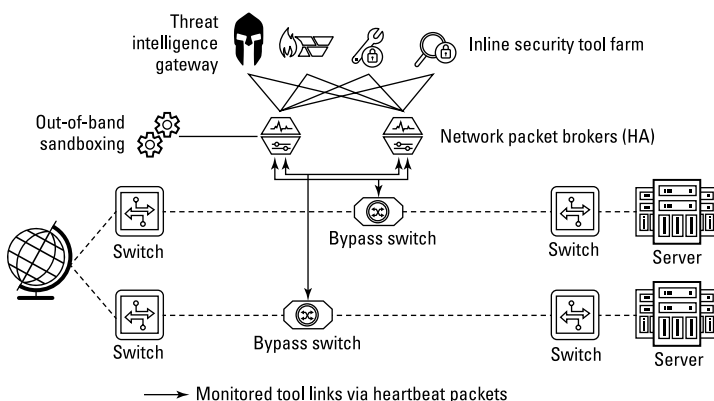 Threat
intelligence
gateway
Inline security tool farm
Out-of-band
sandboxing
Network packet brokers (HA)
Switch
Bypass switch
Switch
Server
Switch
Bypass switch
Switch
Server
Monitored tool links via heartbeat packets